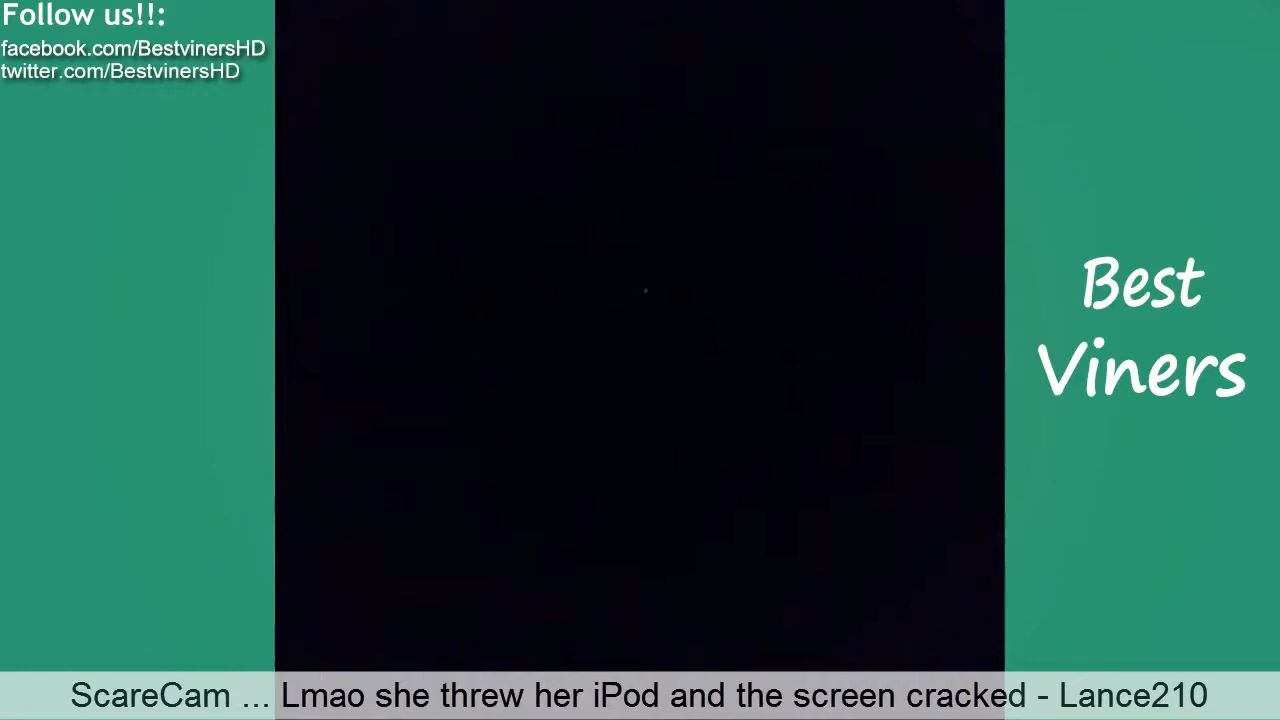 Follow us!!:
facebook.com/BestvinersHD
twitter.com/BestvinersHD
Best
Viners
ScareCam ... Lmao she threw her iPod and the screen cracked - Lance210